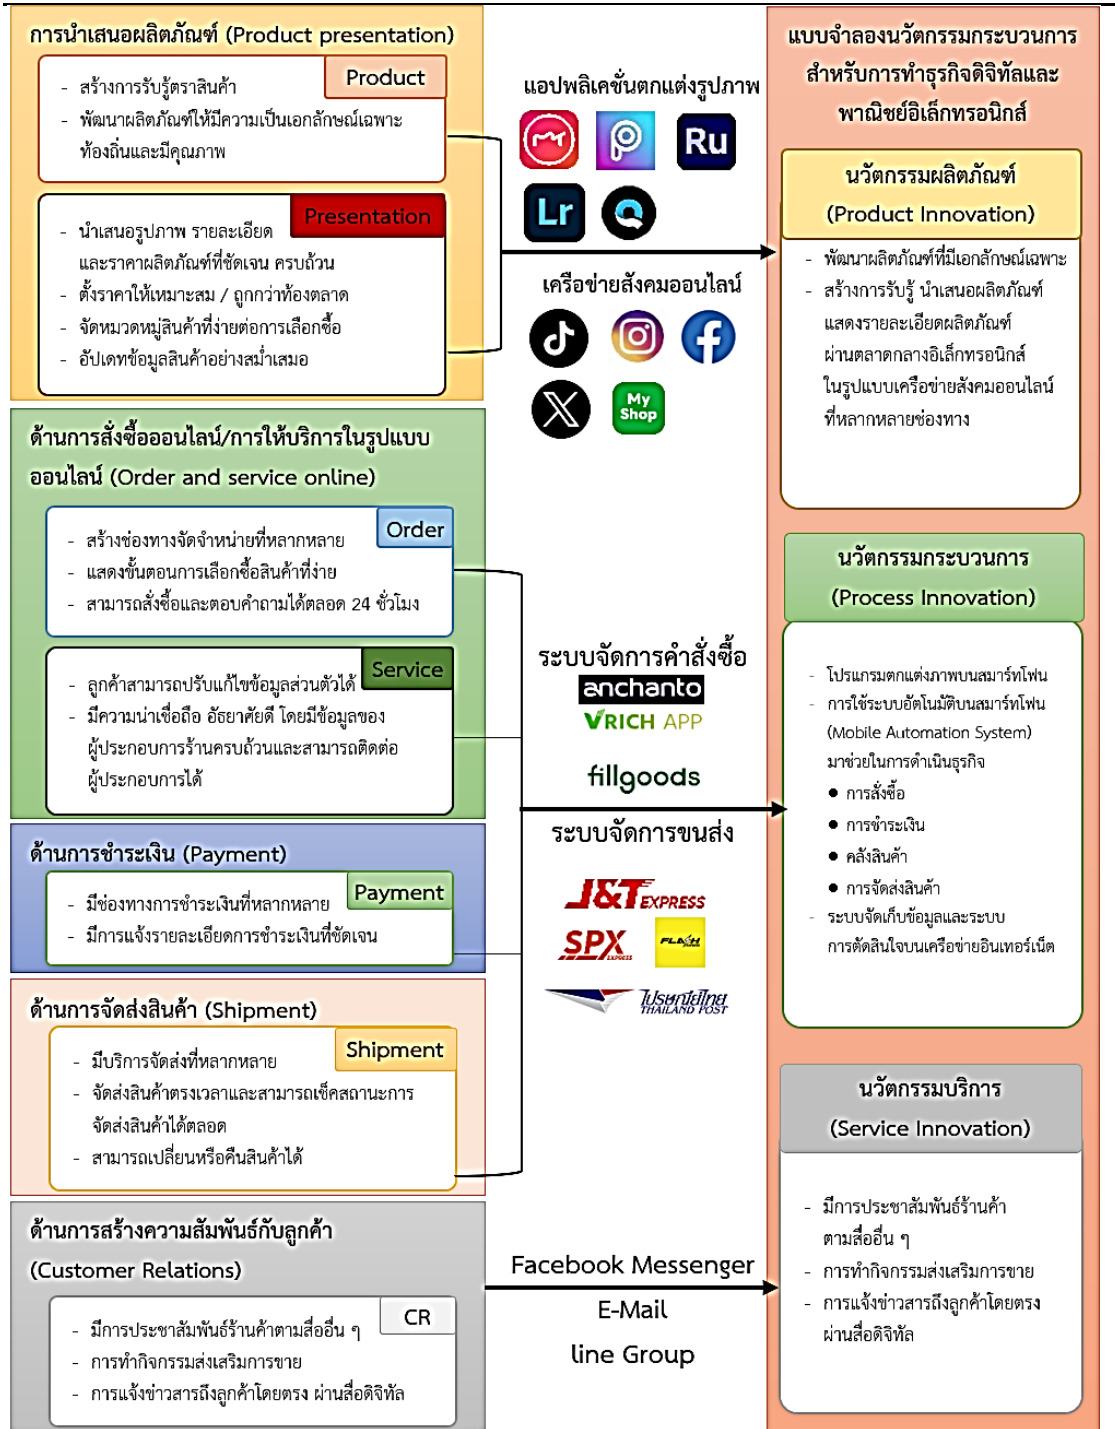 การนำเสนอผลิตภัณฑ์ (Product presentation)
Product
- สร้างการรับรู้ตราสินค้า
- พัฒนาผลิตภัณฑ์ให้มีความเป็นเอกลักษณ์เฉพาะ
ท้องถิ่นและมีคุณภาพ
Presentation
- นำเสนอรูปภาพ รายละเอียด
และราคาผลิตภัณฑ์ที่ชัดเจน ครบถ้วน
- ตั้งราคาให้เหมาะสม / ถูกกว่าท้องตลาด
- จัดหมวดหมู่สินค้าที่ง่ายต่อการเลือกซื้อ
- อัปเดทข้อมูลสินค้าอย่างสม่ำเสมอ
ด้านการสั่งซื้อออนไลน์/การให้บริการในรูปแบบ
ออนไลน์ (Order and service online)
Order
- สร้างช่องทางจัดจำหน่ายที่หลากหลาย
- แสดงขั้นตอนการเลือกซื้อสินค้าที่ง่าย
- สามารถสั่งซื้อและตอบคำถามได้ตลอด 24 ชั่วโมง
Service
- ลูกค้าสามารถปรับแก้ไขข้อมูลส่วนตัวได้
- มีความน่าเชื่อถือ อัธยาศัยดี โดยมีข้อมูลของ
ผู้ประกอบการร้านครบถ้วนและสามารถติดต่อ
ผู้ประกอบการได้
ด้านการชำระเงิน (Payment)
Payment
- มีช่องทางการชำระเงินที่หลากหลาย
- มีการแจ้งรายละเอียดการชำระเงินที่ชัดเจน
ด้านการจัดส่งสินค้า (Shipment)
Shipment
- มีบริการจัดส่งที่หลากหลาย
- จัดส่งสินค้าตรงเวลาและสามารถเช็คสถานะการ
จัดส่งสินค้าได้ตลอด
- สามารถเปลี่ยนหรือคืนสินค้าได้
ด้านการสร้างความสัมพันธ์กับลูกค้า
(Customer Relations)
CR
- มีการประชาสัมพันธ์ร้านค้าตามสื่ออื่น ๆ
- การทำกิจกรรมส่งเสริมการขาย
- การแจ้งข่าวสารถึงลูกค้าโดยตรง ผ่านสื่อดิจิทัล
แอปพลิเคชั่นตกแต่งรูปภาพ
Ru
Lr
เครือข่ายสังคมออนไลน์
My
Shop
ระบบจัดการคำสั่งซื้อ
anchanto
VRICH APP
fillgoods
ระบบจัดการขนส่ง
J&T EXPRESS
SPX
EXPRESS
FLASH
ไปรษณีย์ไทย
THAILAND POST
Facebook Messenger
E-Mail
line Group
แบบจำลองนวัตกรรมกระบวนการ
สำหรับการทำธุรกิจดิจิทัลและ
พาณิชย์อิเล็กทรอนิกส์
นวัตกรรมผลิตภัณฑ์
(Product Innovation)
- พัฒนาผลิตภัณฑ์ที่มีเอกลักษณ์เฉพาะ
- สร้างการรับรู้ นำเสนอผลิตภัณฑ์
แสดงรายละเอียดผลิตภัณฑ์
ผ่านตลาดกลางอิเล็กทรอนิกส์
ในรูปแบบเครือข่ายสังคมออนไลน์
ที่หลากหลายช่องทาง
นวัตกรรมกระบวนการ
(Process Innovation)
- โปรแกรมตกแต่งภาพบนสมาร์ทโฟน
- การใช้ระบบอัตโนมัติบนสมาร์ทโฟน
(Mobile Automation System)
มาช่วยในการดำเนินธุรกิจ
● การสั่งซื้อ
● การชำระเงิน
● คลังสินค้า
● การจัดส่งสินค้า
- ระบบจัดเก็บข้อมูลและระบบ
การตัดสินใจบนเครือข่ายอินเทอร์เน็ต
นวัตกรรมบริการ
(Service Innovation)
- มีการประชาสัมพันธ์ร้านค้า
ตามสื่ออื่น ๆ
- การทำกิจกรรมส่งเสริมการขาย
- การแจ้งข่าวสารถึงลูกค้าโดยตรง
ผ่านสื่อดิจิทัล